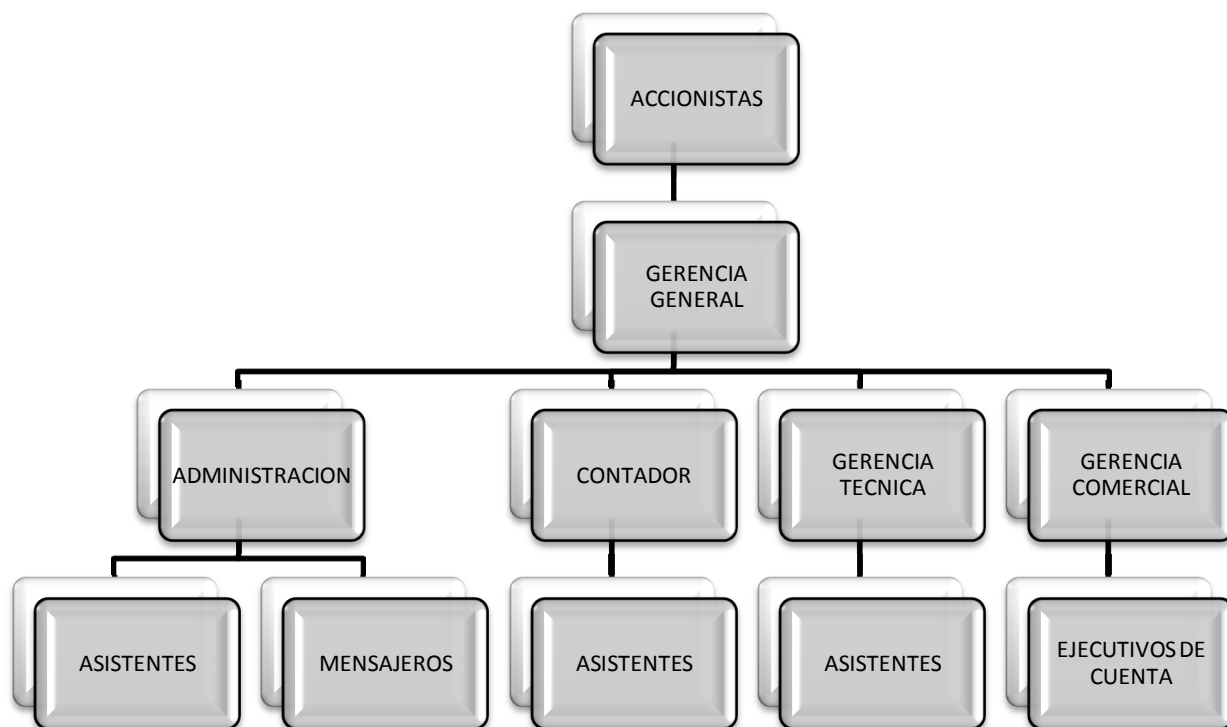 ACCIONISTAS
GERENCIA
GENERAL
ADMINISTRACION
CONTADOR
GERENCIA
TECNICA
GERENCIA
COMERCIAL
ASISTENTES
MENSAJEROS
ASISTENTES
ASISTENTES
EJECUTIVOS DE
CUENTA